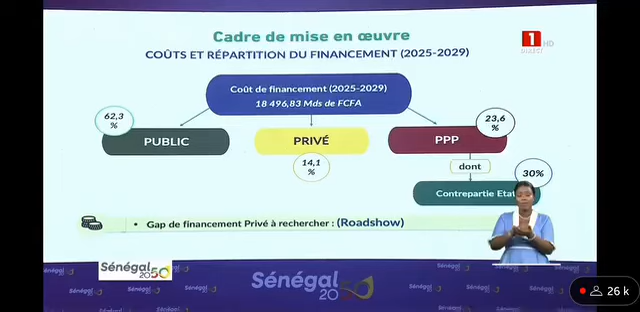 Cadre de mise en œuvre
1 HD
COÛTS ET RÉPARTITION DU FINANCEMENT (2025-2029)
Coût de financement (2025-2029)
18 496,83 Mds de FCFA
62,3
%
23,6
%
PUBLIC
PRIVÉ
PPP
14,1
%
dont
30%
Contrepartie Etat
• Gap de financement Privé à rechercher : (Roadshow)
Sénégal
2050
Sénégal
2050
26 k